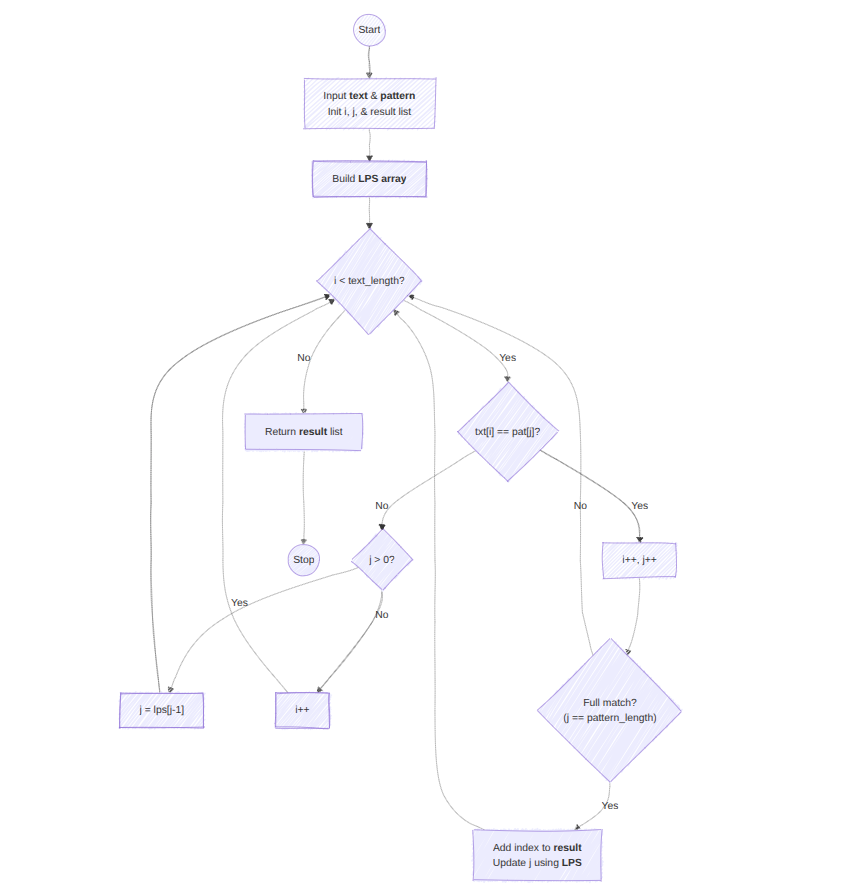 Start
Input text & pattern
Init i, j, & result list
Build LPS array
i < text_length?
No
Yes
Return result list
txt[i] == pat[j]?
No
No
Yes
Stop
j > 0?
i++, j++
Yes
No
j = lps[j-1]
i++
Full match?
(j == pattern_length)
Yes
Add index to result
Update j using LPS